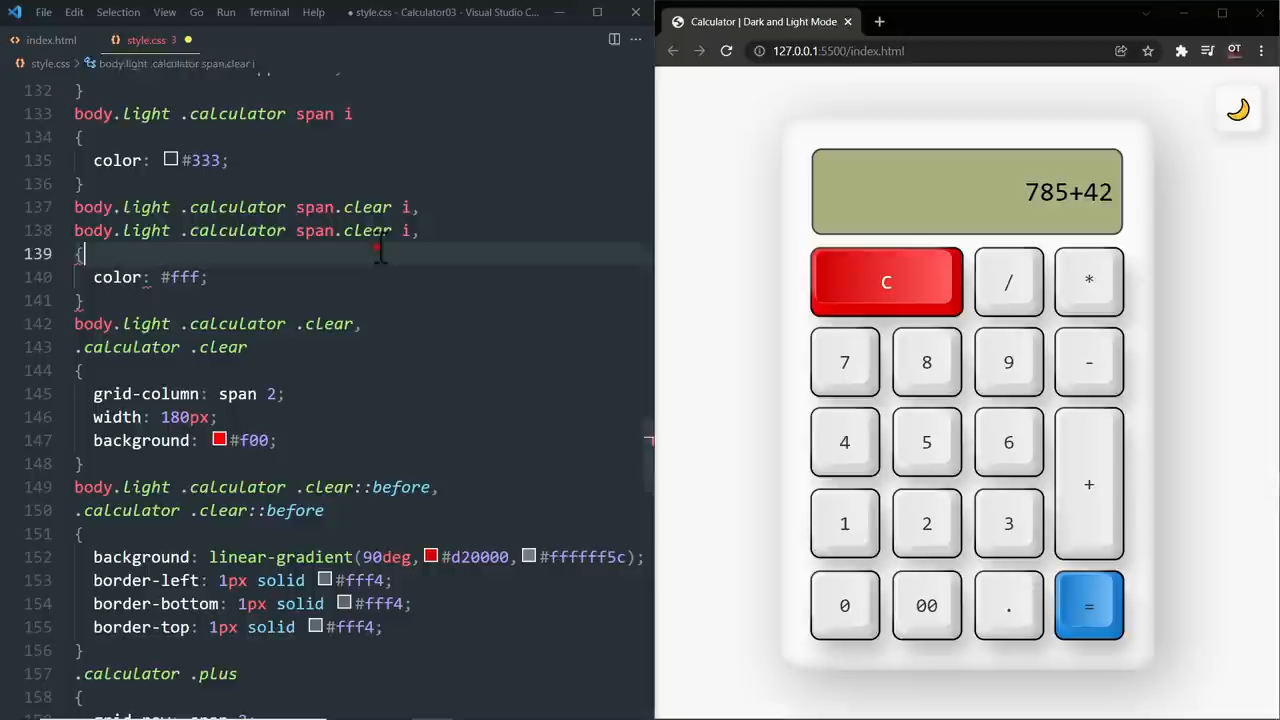 File Edit Selection View Go Run Terminal Help
● style.css - Calculator03 - Visual Studio C...
index.html
style.css 3
style.css > body.light .calculator span.clear i
132 }
133 body.light .calculator span i
134 {
135 color: #333;
136 }
137 body.light .calculator span.clear i,
138 body.light .calculator span.clear i,
139 {
140 color: #fff;
141 }
142 body.light .calculator .clear,
143 .calculator .clear
144 {
145 grid-column: span 2;
146 width: 180px;
147 background: #f00;
148 }
149 body.light .calculator .clear::before,
150 .calculator .clear::before
151 {
152 background: linear-gradient(90deg,#d20000,#ffffff5c);
153 border-left: 1px solid #fff4;
154 border-bottom: 1px solid #fff4;
155 border-top: 1px solid #fff4;
156 }
157 .calculator .plus
158 {
Calculator | Dark and Light Mode
127.0.0.1:5500/index.html
OT
785+42
C / *
7 8 9 -
4 5 6 +
1 2 3
0 00 . =